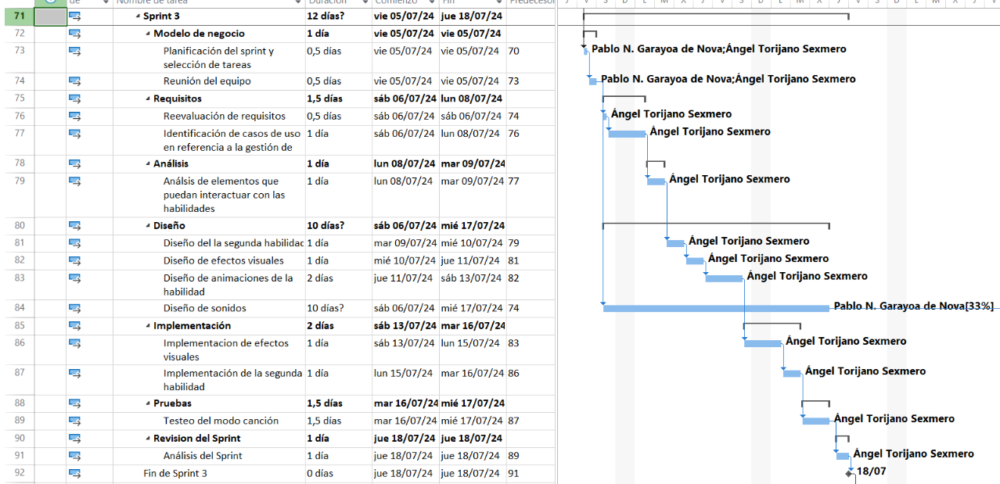 de Nombre de tarea Duración Comienzo Fin Predecesor
71 Sprint 3 12 días? vie 05/07/24 jue 18/07/24
72 Modelo de negocio 1 día vie 05/07/24 vie 05/07/24
73 Planificación del sprint y 0,5 días vie 05/07/24 vie 05/07/24 70 Pablo N. Garayoa de Nova;Ángel Torijano Sexmero
selección de tareas
74 Reunión del equipo 0,5 días vie 05/07/24 vie 05/07/24 73 Pablo N. Garayoa de Nova;Ángel Torijano Sexmero
75 Requisitos 1,5 días sáb 06/07/24 lun 08/07/24
76 Reevaluación de requisitos 0,5 días sáb 06/07/24 sáb 06/07/24 74 Ángel Torijano Sexmero
77 Identificación de casos de uso 1 día sáb 06/07/24 lun 08/07/24 76 Ángel Torijano Sexmero
en referencia a la gestión de
78 Análisis 1 día lun 08/07/24 mar 09/07/24
79 Análsis de elementos que 1 día lun 08/07/24 mar 09/07/24 77 Ángel Torijano Sexmero
puedan interactuar con las
habilidades
80 Diseño 10 días? sáb 06/07/24 mié 17/07/24
81 Diseño del la segunda habilidad 1 día mar 09/07/24 mié 10/07/24 79 Ángel Torijano Sexmero
82 Diseño de efectos visuales 1 día mié 10/07/24 jue 11/07/24 81 Ángel Torijano Sexmero
83 Diseño de animaciones de la 2 días jue 11/07/24 sáb 13/07/24 82 Ángel Torijano Sexmero
habilidad
84 Diseño de sonidos 10 días? sáb 06/07/24 mié 17/07/24 74 Pablo N. Garayoa de Nova[33%]
85 Implementación 2 días sáb 13/07/24 mar 16/07/24
86 Implementacion de efectos 1 día sáb 13/07/24 lun 15/07/24 83 Ángel Torijano Sexmero
visuales
87 Implementación de la segunda 1 día lun 15/07/24 mar 16/07/24 86 Ángel Torijano Sexmero
habilidad
88 Pruebas 1,5 días mar 16/07/24 mié 17/07/24
89 Testeo del modo canción 1,5 días mar 16/07/24 mié 17/07/24 87 Ángel Torijano Sexmero
90 Revision del Sprint 1 día jue 18/07/24 jue 18/07/24
91 Análisis del Sprint 1 día jue 18/07/24 jue 18/07/24 89 Ángel Torijano Sexmero
92 Fin de Sprint 3 0 días jue 18/07/24 jue 18/07/24 91 18/07